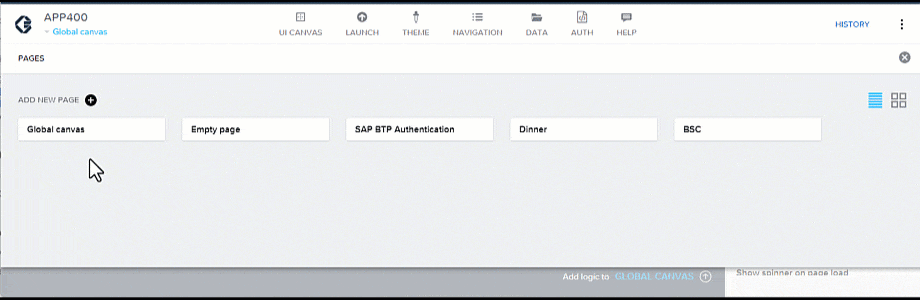 APP400
Global canvas
UI CANVAS LAUNCH THEME NAVIGATION DATA AUTH HELP
HISTORY
PAGES
ADD NEW PAGE
Global canvas Empty page SAP BTP Authentication Dinner BSC
Add logic to GLOBAL CANVAS
Show spinner on page load